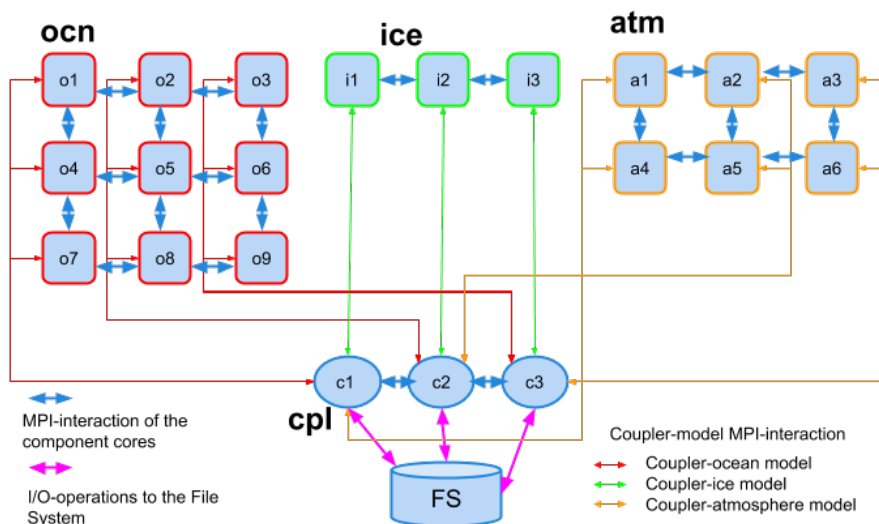 ocn
ice
atm
o1
o2
o3
i1
i2
i3
a1
a2
a3
o4
o5
o6
a4
a5
a6
o7
o8
o9
c1
c2
c3
cpl
MPI-interaction of the
component cores
I/O-operations to the File
System
FS
Coupler-model MPI-interaction
Coupler-ocean model
Coupler-ice model
Coupler-atmosphere model